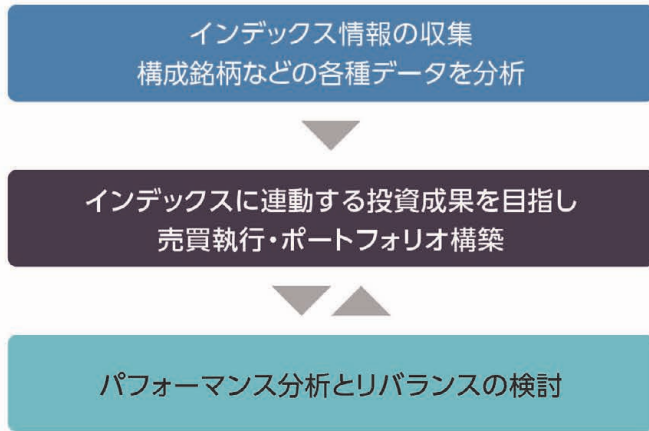 インデックス情報の収集
構成銘柄などの各種データを分析
インデックスに連動する投資成果を目指し
売買執行・ポートフォリオ構築
パフォーマンス分析とリバランスの検討